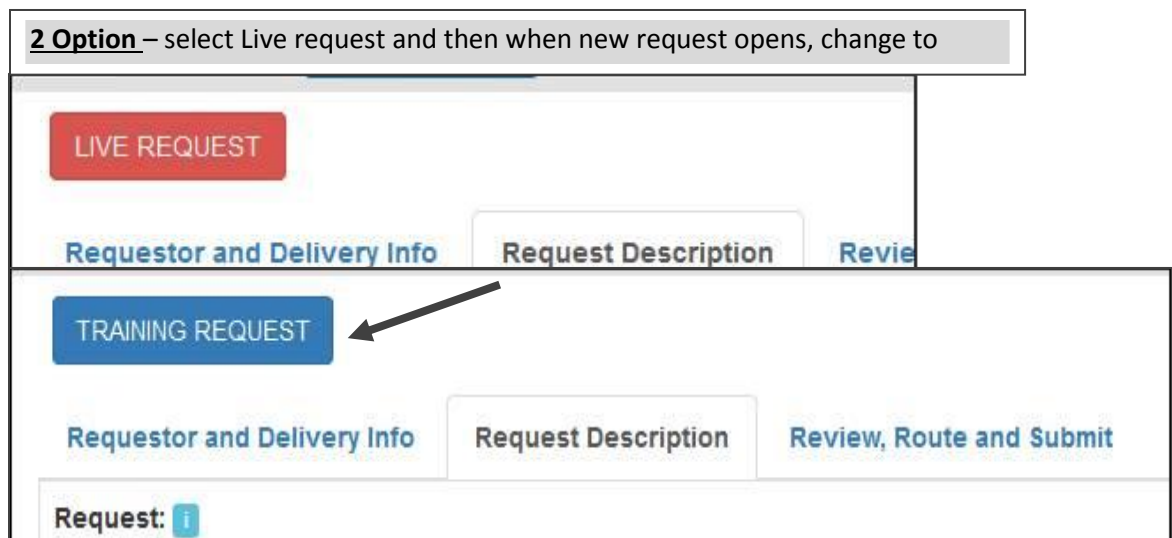 2 Option – select Live request and then when new request opens, change to
LIVE REQUEST
Requestor and Delivery Info Request Description Revie
TRAINING REQUEST
Requestor and Delivery Info Request Description Review, Route and Submit
Request: i